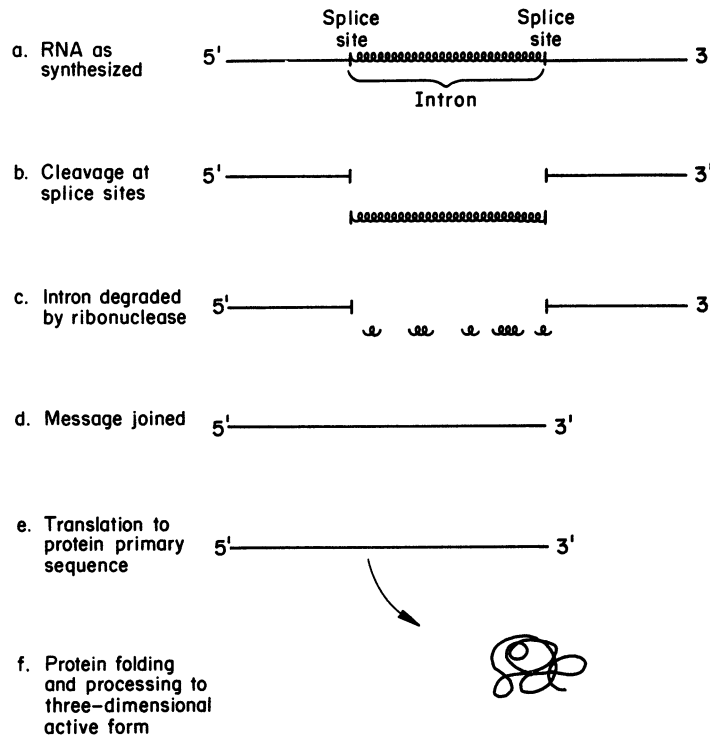 Splice site
Splice site
a. RNA as synthesized
5' 3
Intron
b. Cleavage at splice sites
5' 3'
c. Intron degraded by ribonuclease
5' 3
d. Message joined
5' 3'
e. Translation to protein primary sequence
5' 3'
f. Protein folding and processing to three-dimensional active form